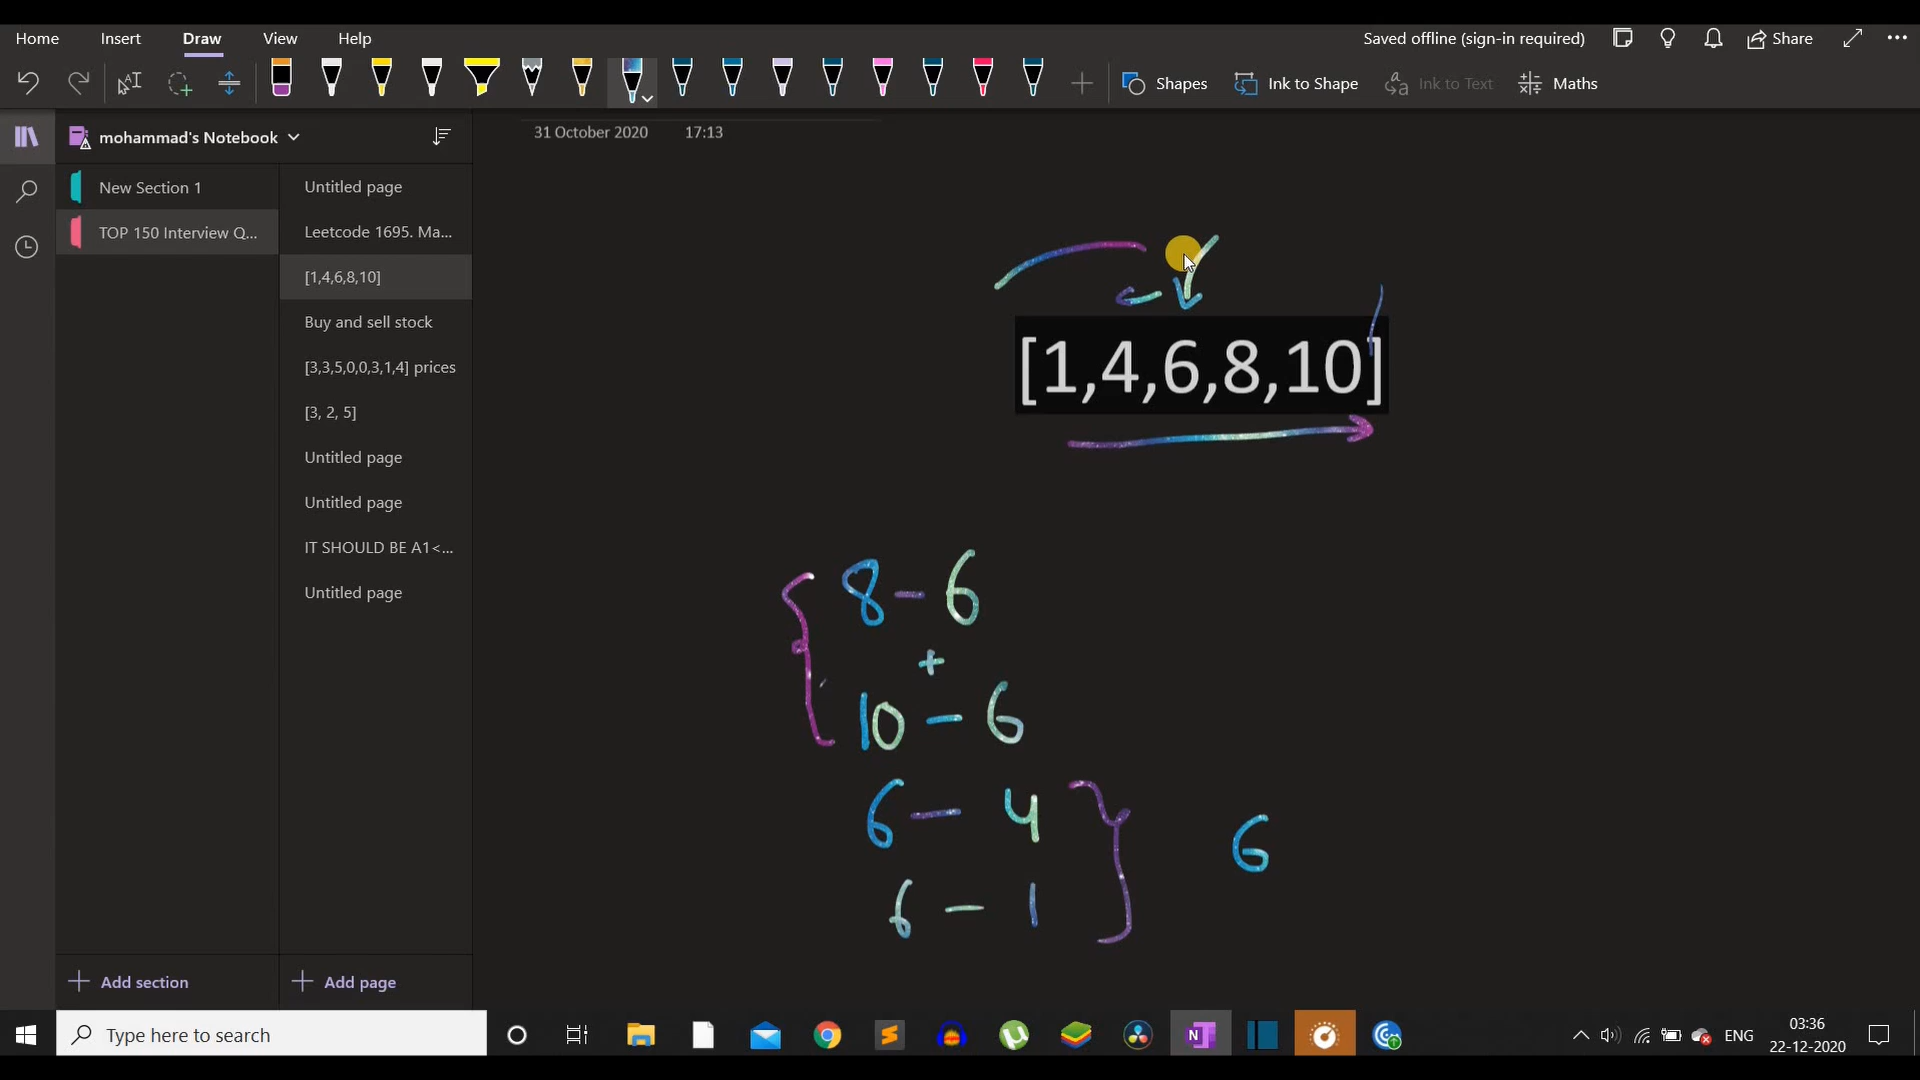 Home Insert Draw View Help Saved offline (sign-in required) Share
Shapes Ink to Shape Ink to Text Maths
mohammad's Notebook
31 October 2020 17:13
New Section 1
TOP 150 Interview Q...
Untitled page
Leetcode 1695. Ma...
[1,4,6,8,10]
Buy and sell stock
[3,3,5,0,0,3,1,4] prices
[3, 2, 5]
Untitled page
Untitled page
IT SHOULD BE A1<...
Untitled page
[1,4,6,8,10]
8 - 6
+
10 - 6
6 - 4
6
6 - 1
Add section Add page
Type here to search
N
ENG
03:36
22-12-2020